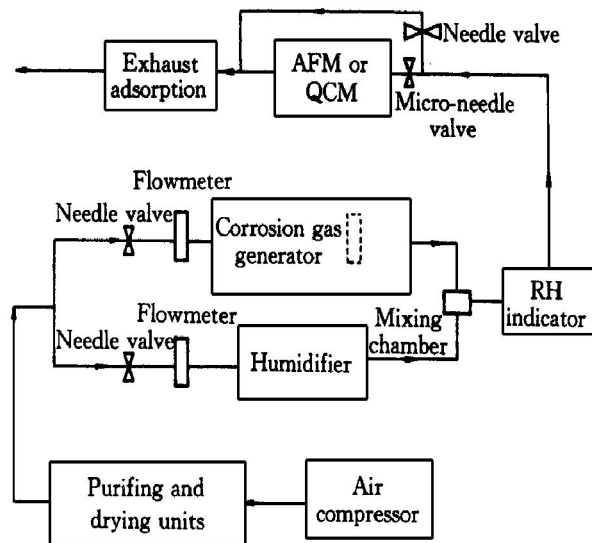 Needle valve
Exhaust
adsorption
AFM or
QCM
Micro-needle
valve
Flowmeter
Needle valve
Corrosion gas
generator
RH
indicator
Mixing
chamber
Flowmeter
Needle valve
Humidifier
Purifing and
drying units
Air
compressor